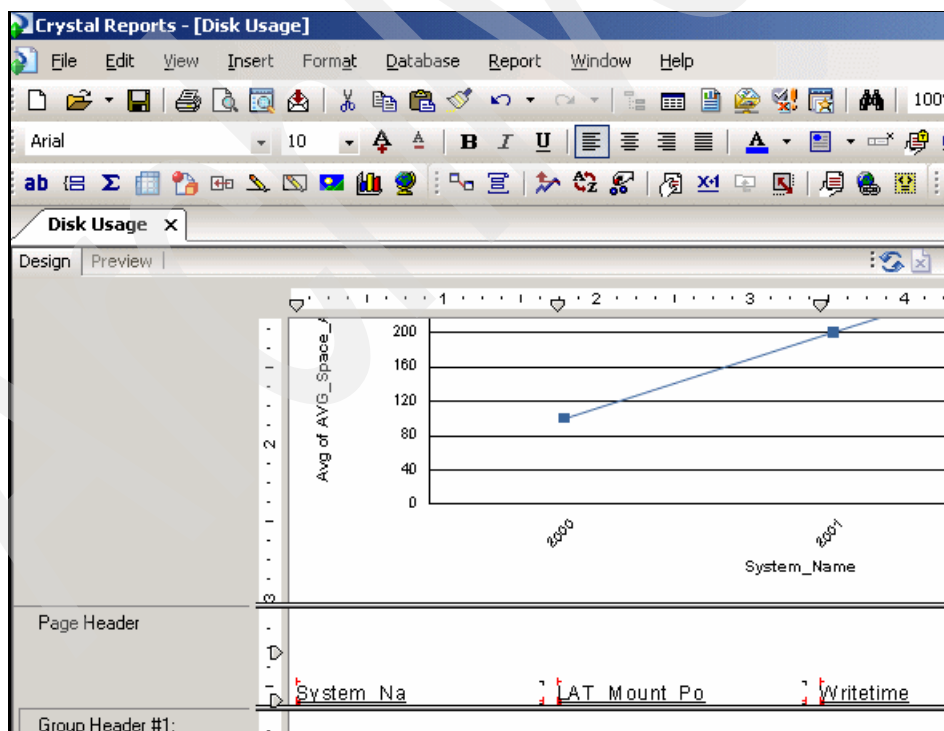 Crystal Reports - [Disk Usage]
File Edit View Insert Format Database Report Window Help
100%
Arial 10 B I U A
ab Σ X+1
Disk Usage X
Design Preview
1 2 3 4
200
160
120
80
40
0
Avg of AVG_Space_
2 3
2000 2001
System_Name
Page Header
System_Na LAT_Mount_Po Writetime
Group Header #1: